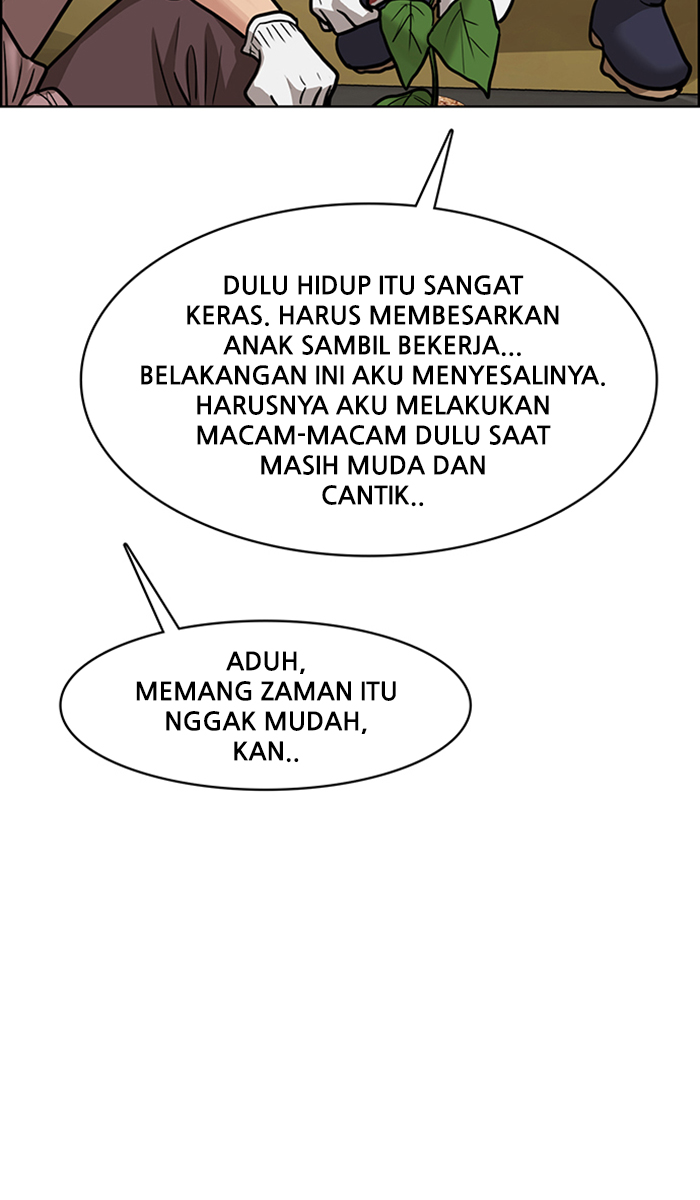 DULU HIDUP ITU SANGAT
KERAS. HARUS MEMBESARKAN
ANAK SAMBIL BEKERJA...
BELAKANGAN INI AKU MENYESALINYA.
HARUSNYA AKU MELAKUKAN
MACAM-MACAM DULU SAAT
MASIH MUDA DAN
CANTIK..
ADUH,
MEMANG ZAMAN ITU
NGGAK MUDAH,
KAN..